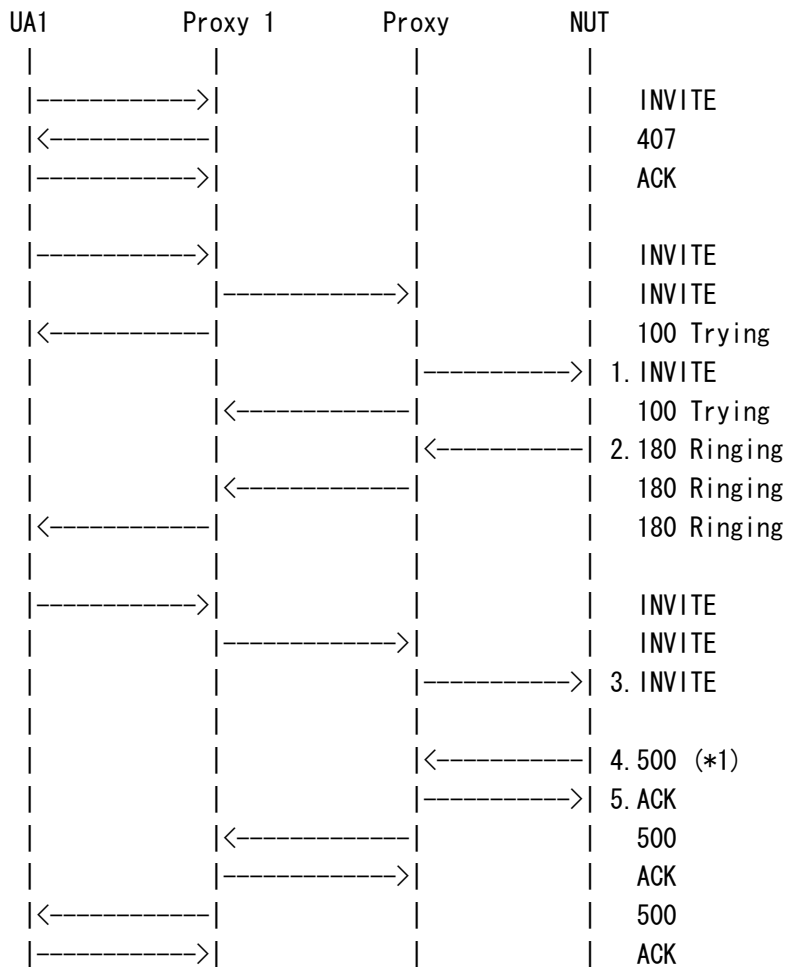 UA1 Proxy 1 Proxy NUT
INVITE
407
ACK
INVITE
INVITE
100 Trying
1. INVITE
100 Trying
2. 180 Ringing
180 Ringing
180 Ringing
INVITE
INVITE
3. INVITE
4. 500 (*1)
5. ACK
500
ACK
500
ACK